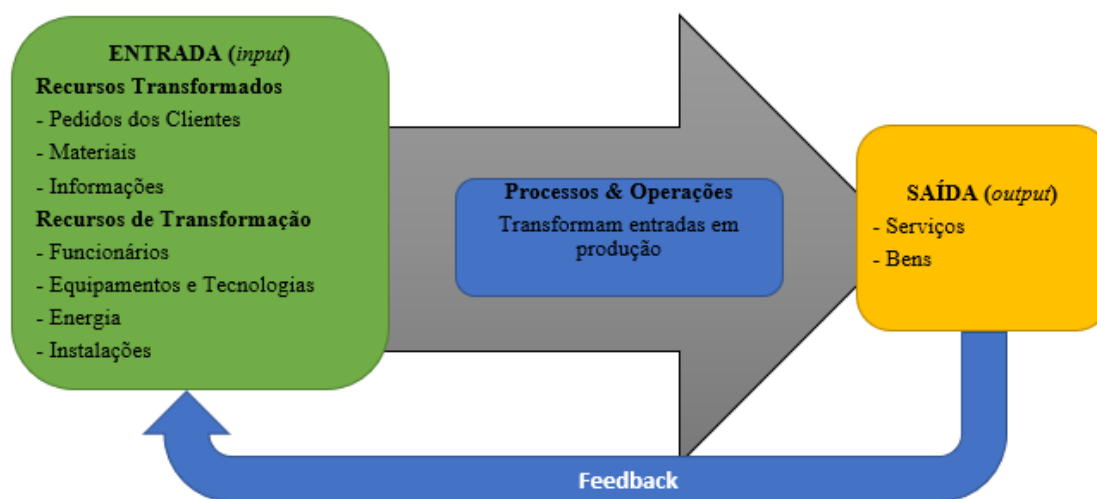 ENTRADA (input)
Recursos Transformados
- Pedidos dos Clientes
- Materiais
- Informações
Recursos de Transformação
- Funcionários
- Equipamentos e Tecnologias
- Energia
- Instalações
Processos & Operações
Transformam entradas em
produção
SAÍDA (output)
- Serviços
- Bens
Feedback